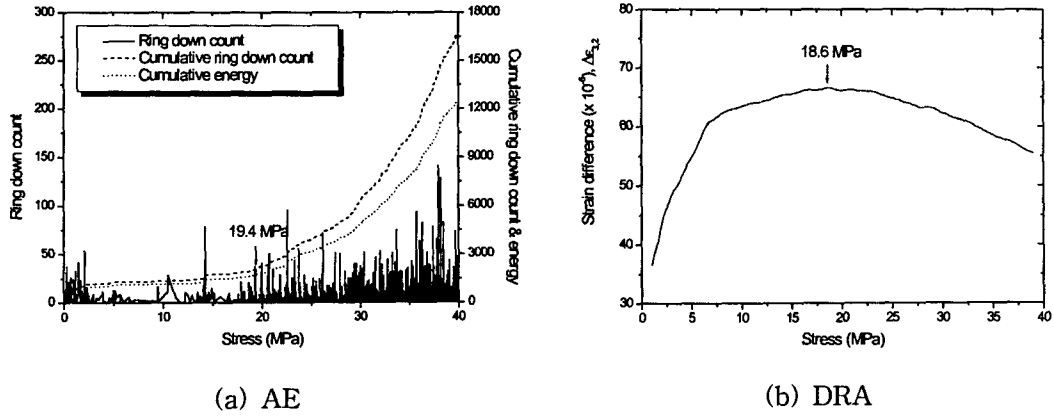 300
250
200
150
100
50
0
Ring down count
Ring down count
Cumulative ring down count
Cumulative energy
19.4 MPa
18000
15000
12000
9000
6000
3000
0
Cumulative ring down count & energy
0 10 20 30 40
Stress (MPa)
(a) AE
80
70
60
50
40
30
Strain difference (x 10⁻⁶), Δε₃,₂
18.6 MPa
0 5 10 15 20 25 30 35 40
Stress (MPa)
(b) DRA